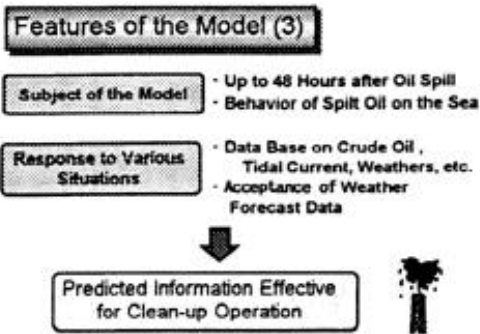 Features of the Model (3)
Subject of the Model
· Up to 48 Hours after Oil Spill
· Behavior of Spilt Oil on the Sea
Response to Various
Situations
· Data Base on Crude Oil ,
Tidal Current, Weathers, etc.
· Acceptance of Weather
Forecast Data
Predicted Information Effective
for Clean-up Operation